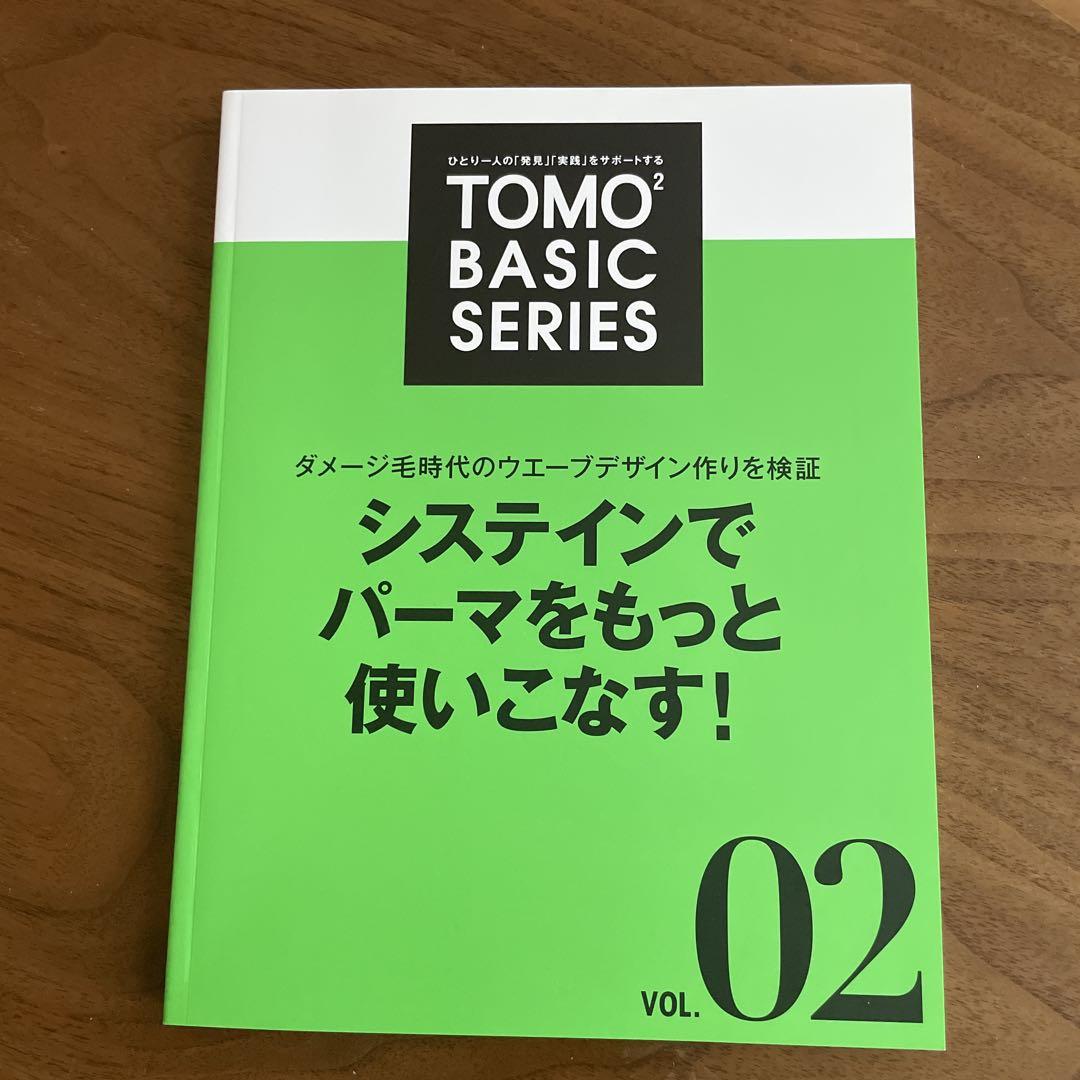 ひとり一人の「発見」「実践」をサポートする
TOMO²
BASIC
SERIES
ダメージ毛時代のウエーブデザイン作りを検証
システインで
パーマをもっと
使いこなす!
VOL. 02